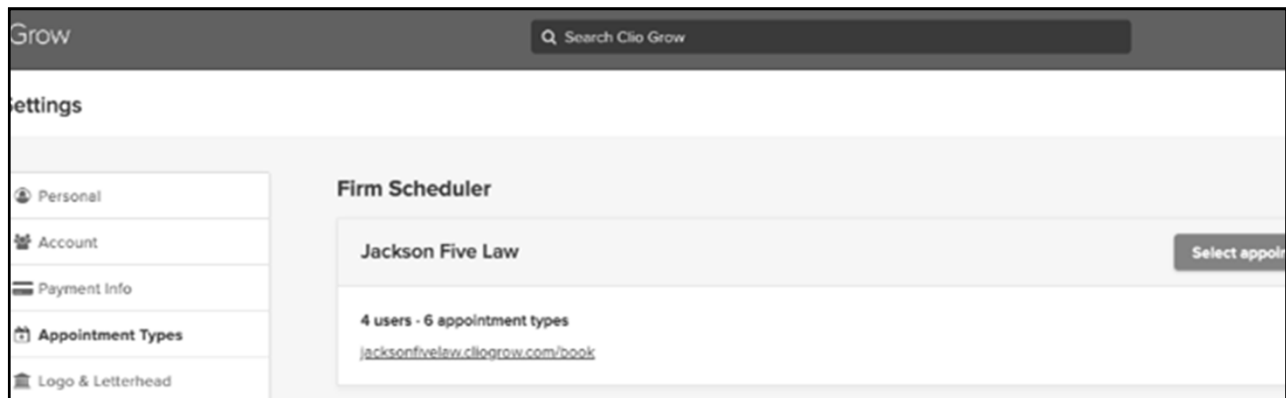 Grow
Search Clio Grow
ettings
Personal
Account
Payment Info
Appointment Types
Logo & Letterhead
Firm Scheduler
Jackson Five Law
Select appoin
4 users - 6 appointment types
jacksonfivelaw.cliogrow.com/book